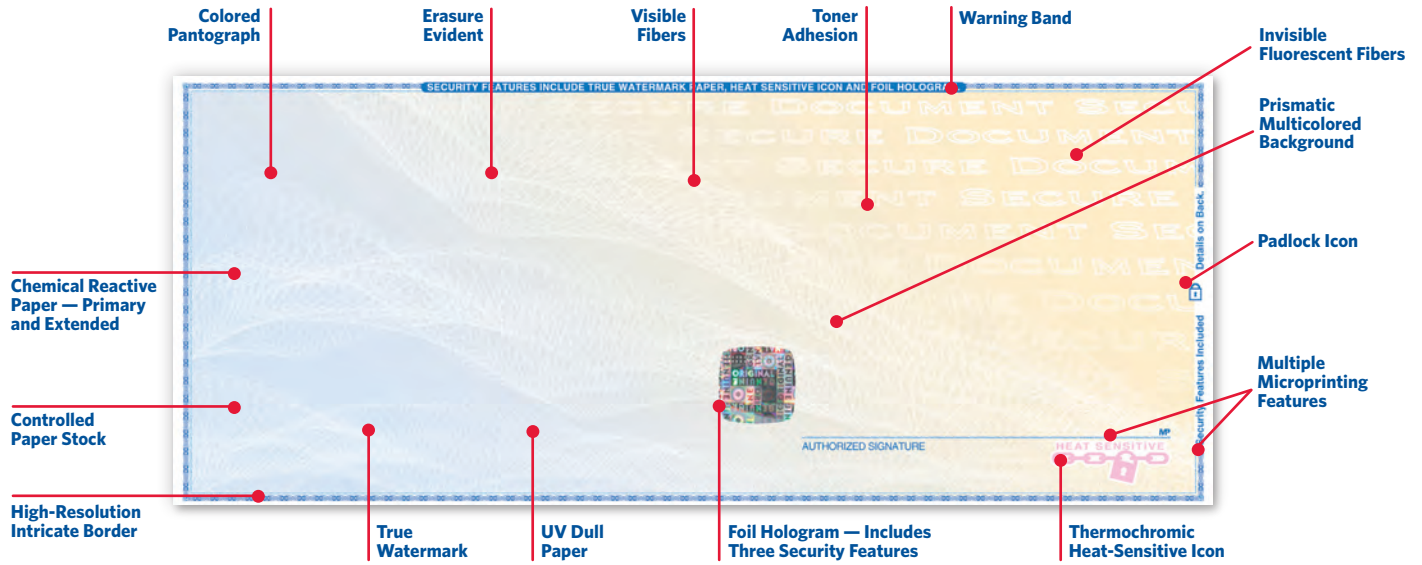 Colored
Pantograph
Erasure
Evident
Visible
Fibers
Toner
Adhesion
Warning Band
Invisible
Fluorescent Fibers
Prismatic
Multicolored
Background
Padlock Icon
Multiple
Microprinting
Features
Chemical Reactive
Paper — Primary
and Extended
Controlled
Paper Stock
High-Resolution
Intricate Border
True
Watermark
UV Dull
Paper
Foil Hologram — Includes
Three Security Features
Thermochromic
Heat-Sensitive Icon
SECURITY FEATURES INCLUDE TRUE WATERMARK PAPER, HEAT SENSITIVE ICON AND FOIL HOLOGRAM
DOCUMENT
SECURE DOCUMENT
SECURE
DOCUMENT
Security Features Included
Details on Back.
ORIGINAL
AUTHORIZED SIGNATURE
MP
HEAT SENSITIVE